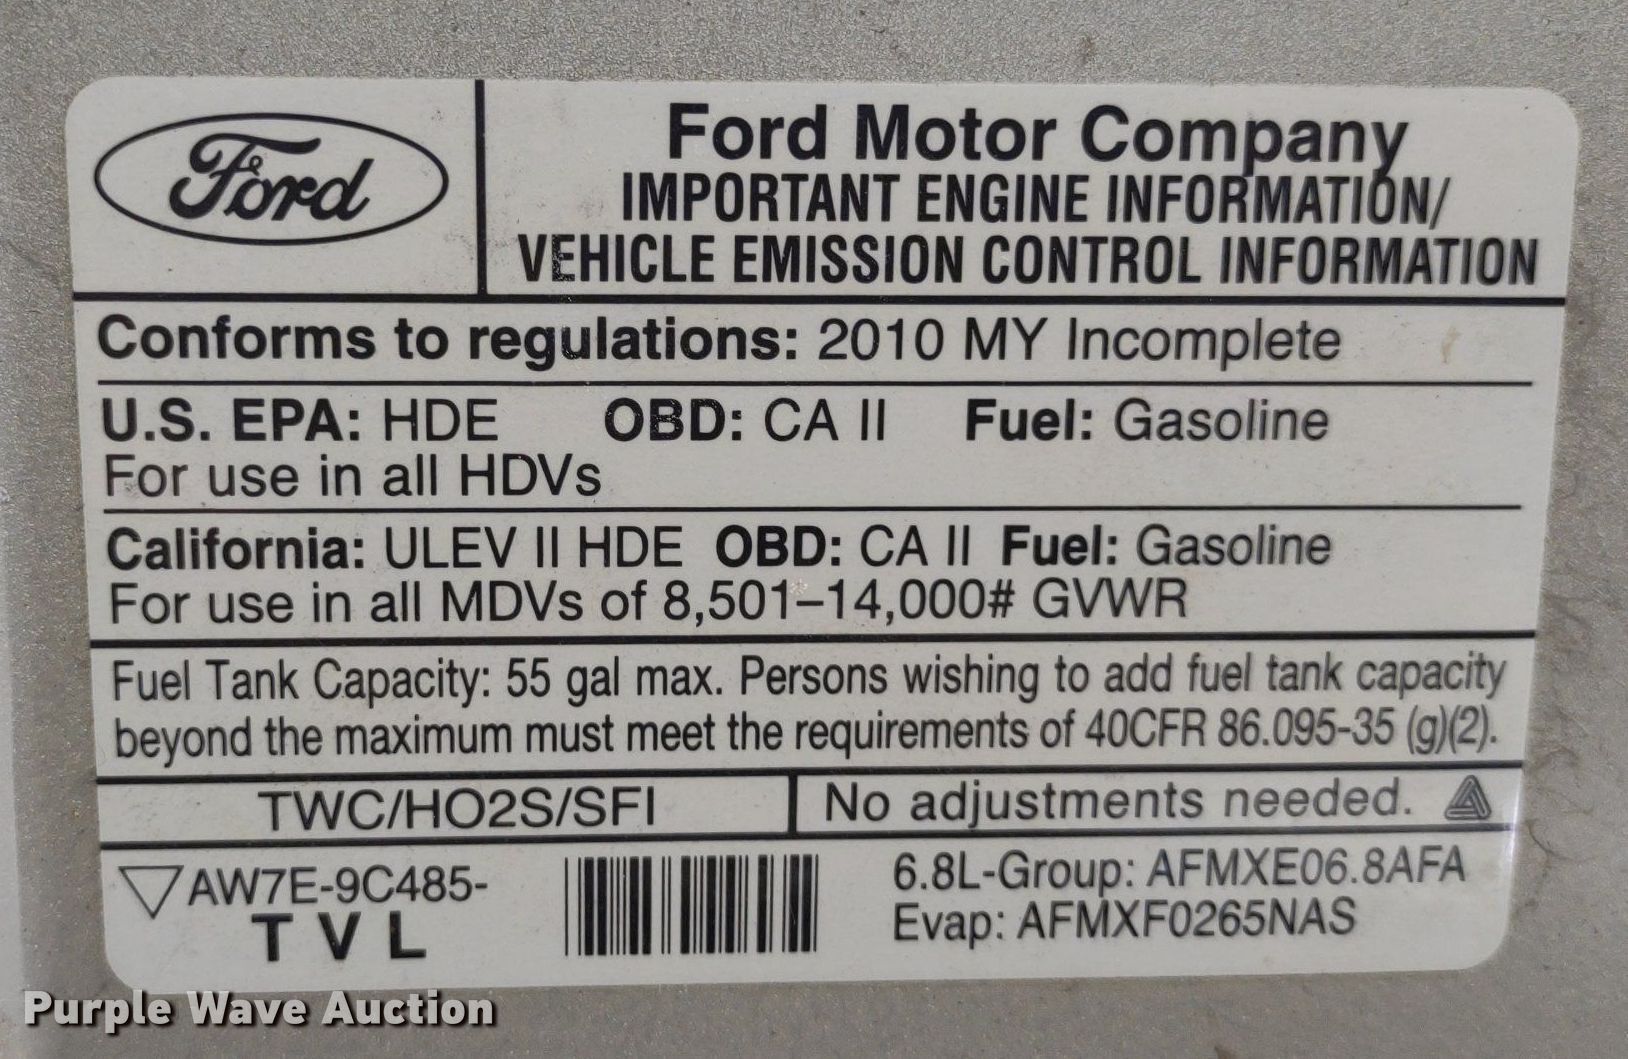 Ford
Ford Motor Company
IMPORTANT ENGINE INFORMATION/
VEHICLE EMISSION CONTROL INFORMATION
Conforms to regulations: 2010 MY Incomplete
U.S. EPA: HDE OBD: CA II Fuel: Gasoline
For use in all HDVs
California: ULEV II HDE OBD: CA II Fuel: Gasoline
For use in all MDVs of 8,501–14,000# GVWR
Fuel Tank Capacity: 55 gal max. Persons wishing to add fuel tank capacity
beyond the maximum must meet the requirements of 40CFR 86.095-35 (g)(2).
TWC/HO2S/SFI
No adjustments needed.
AW7E-9C485-
TVL
6.8L-Group: AFMXE06.8AFA
Evap: AFMXF0265NAS
Purple Wave Auction